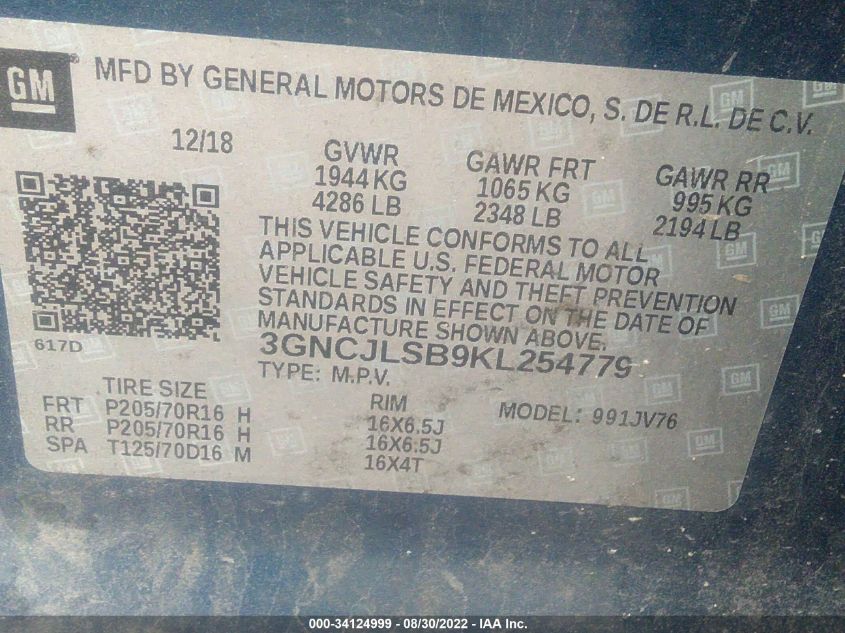 GM ® MFD BY GENERAL MOTORS DE MEXICO, S. DE R.L. DE C.V.
12/18 GVWR GAWR FRT GAWR RR
1944 KG 1065 KG 995 KG
4286 LB 2348 LB 2194 LB
THIS VEHICLE CONFORMS TO ALL
APPLICABLE U.S. FEDERAL MOTOR
VEHICLE SAFETY AND THEFT PREVENTION
STANDARDS IN EFFECT ON THE DATE OF
MANUFACTURE SHOWN ABOVE.
617D 3GNCJLSB9KL254779
TYPE: M.P.V.
TIRE SIZE RIM MODEL: 991JV76
FRT P205/70R16 H 16X6.5J
RR P205/70R16 H 16X6.5J
SPA T125/70D16 M 16X4T
000-34124999 - 08/30/2022 - IAA Inc.